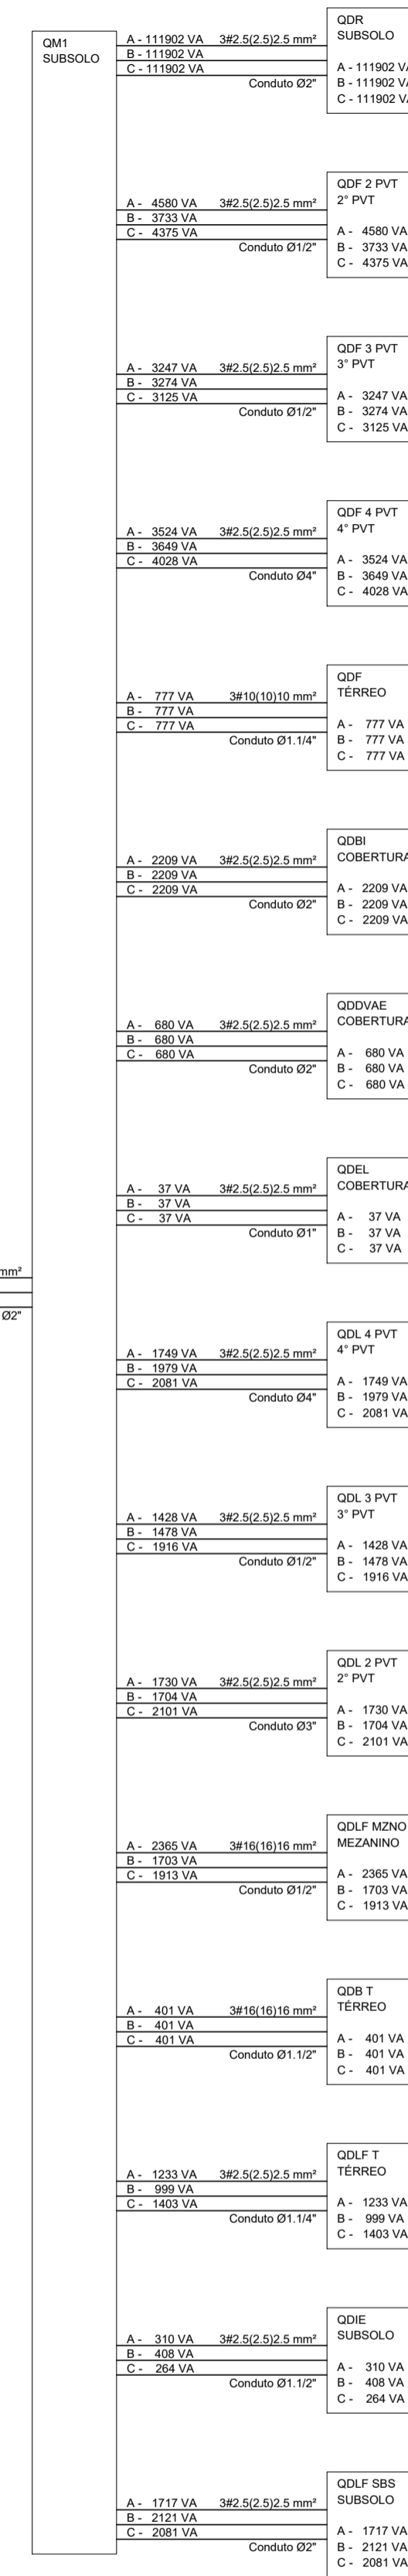 QM1
SUBSOLO
mm²
Ø2"
A - 111902 VA 3#2.5(2.5)2.5 mm²
B - 111902 VA
C - 111902 VA
Conduto Ø2"
QDR
SUBSOLO
A - 111902 VA
B - 111902 VA
C - 111902 VA
A - 4580 VA 3#2.5(2.5)2.5 mm²
B - 3733 VA
C - 4375 VA
Conduto Ø1/2"
QDF 2 PVT
2° PVT
A - 4580 VA
B - 3733 VA
C - 4375 VA
A - 3247 VA 3#2.5(2.5)2.5 mm²
B - 3274 VA
C - 3125 VA
Conduto Ø1/2"
QDF 3 PVT
3° PVT
A - 3247 VA
B - 3274 VA
C - 3125 VA
A - 3524 VA 3#2.5(2.5)2.5 mm²
B - 3649 VA
C - 4028 VA
Conduto Ø4"
QDF 4 PVT
4° PVT
A - 3524 VA
B - 3649 VA
C - 4028 VA
A - 777 VA 3#10(10)10 mm²
B - 777 VA
C - 777 VA
Conduto Ø1.1/4"
QDF
TÉRREO
A - 777 VA
B - 777 VA
C - 777 VA
A - 2209 VA 3#2.5(2.5)2.5 mm²
B - 2209 VA
C - 2209 VA
Conduto Ø2"
QDBI
COBERTURA
A - 2209 VA
B - 2209 VA
C - 2209 VA
A - 680 VA 3#2.5(2.5)2.5 mm²
B - 680 VA
C - 680 VA
Conduto Ø2"
QDDVAE
COBERTURA
A - 680 VA
B - 680 VA
C - 680 VA
A - 37 VA 3#2.5(2.5)2.5 mm²
B - 37 VA
C - 37 VA
Conduto Ø1"
QDEL
COBERTURA
A - 37 VA
B - 37 VA
C - 37 VA
A - 1749 VA 3#2.5(2.5)2.5 mm²
B - 1979 VA
C - 2081 VA
Conduto Ø4"
QDL 4 PVT
4° PVT
A - 1749 VA
B - 1979 VA
C - 2081 VA
A - 1428 VA 3#2.5(2.5)2.5 mm²
B - 1478 VA
C - 1916 VA
Conduto Ø1/2"
QDL 3 PVT
3° PVT
A - 1428 VA
B - 1478 VA
C - 1916 VA
A - 1730 VA 3#2.5(2.5)2.5 mm²
B - 1704 VA
C - 2101 VA
Conduto Ø3"
QDL 2 PVT
2° PVT
A - 1730 VA
B - 1704 VA
C - 2101 VA
A - 2365 VA 3#16(16)16 mm²
B - 1703 VA
C - 1913 VA
Conduto Ø1/2"
QDLF MZNO
MEZANINO
A - 2365 VA
B - 1703 VA
C - 1913 VA
A - 401 VA 3#16(16)16 mm²
B - 401 VA
C - 401 VA
Conduto Ø1.1/2"
QDB T
TÉRREO
A - 401 VA
B - 401 VA
C - 401 VA
A - 1233 VA 3#2.5(2.5)2.5 mm²
B - 999 VA
C - 1403 VA
Conduto Ø1.1/4"
QDLF T
TÉRREO
A - 1233 VA
B - 999 VA
C - 1403 VA
A - 310 VA 3#2.5(2.5)2.5 mm²
B - 408 VA
C - 264 VA
Conduto Ø1.1/2"
QDIE
SUBSOLO
A - 310 VA
B - 408 VA
C - 264 VA
A - 1717 VA 3#2.5(2.5)2.5 mm²
B - 2121 VA
C - 2081 VA
Conduto Ø2"
QDLF SBS
SUBSOLO
A - 1717 VA
B - 2121 VA
C - 2081 VA